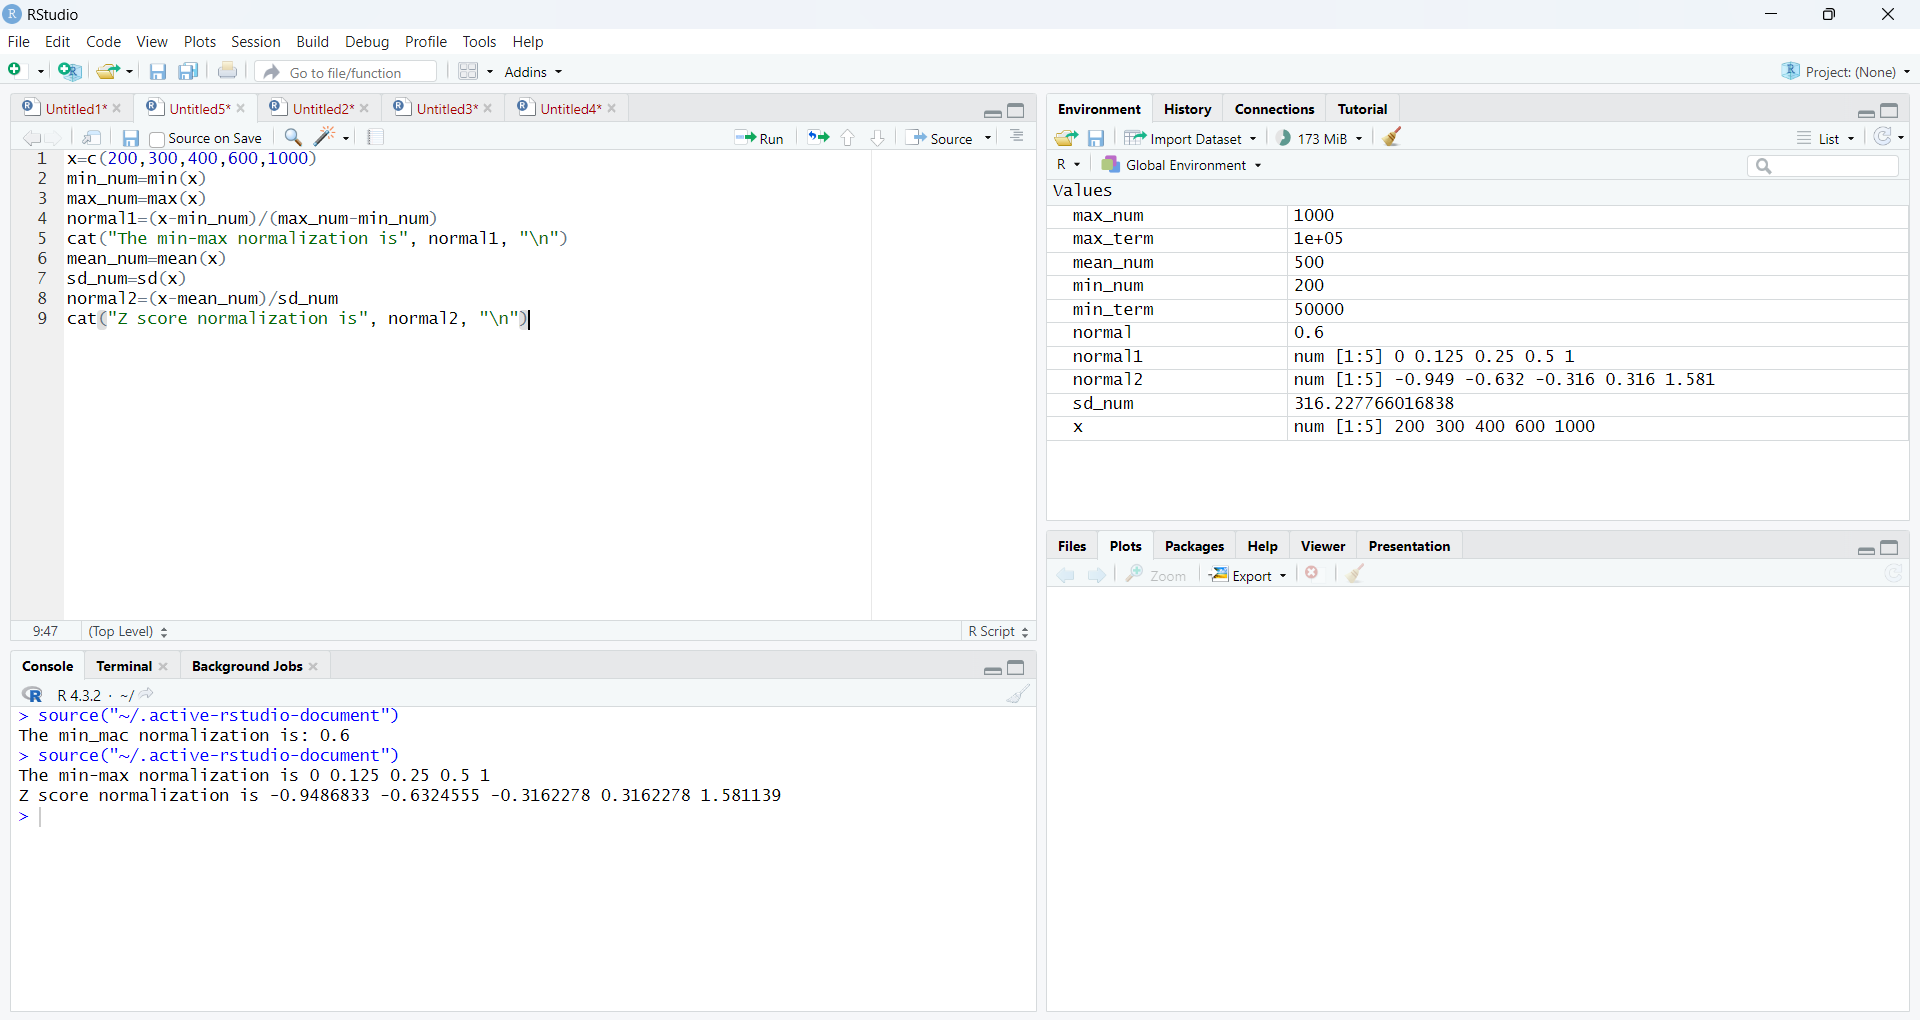 RStudio
File Edit Code View Plots Session Build Debug Profile Tools Help
Go to file/function Addins Project: (None)
Untitled1* Untitled5* Untitled2* Untitled3* Untitled4*
Source on Save Run Source
1 x=c(200,300,400,600,1000)
2 min_num=min(x)
3 max_num=max(x)
4 normal1=(x-min_num)/(max_num-min_num)
5 cat("The min-max normalization is", normal1, "\n")
6 mean_num=mean(x)
7 sd_num=sd(x)
8 normal2=(x-mean_num)/sd_num
9 cat("Z score normalization is", normal2, "\n")
9:47 (Top Level) R Script
Console Terminal Background Jobs
R 4.3.2 · ~/
> source("~/.active-rstudio-document")
The min_mac normalization is: 0.6
> source("~/.active-rstudio-document")
The min-max normalization is 0 0.125 0.25 0.5 1
Z score normalization is -0.9486833 -0.6324555 -0.3162278 0.3162278 1.581139
>
Environment History Connections Tutorial
Import Dataset 173 MiB List
R Global Environment
Values
max_num 1000
max_term 1e+05
mean_num 500
min_num 200
min_term 50000
normal 0.6
normal1 num [1:5] 0 0.125 0.25 0.5 1
normal2 num [1:5] -0.949 -0.632 -0.316 0.316 1.581
sd_num 316.227766016838
x num [1:5] 200 300 400 600 1000
Files Plots Packages Help Viewer Presentation
Zoom Export